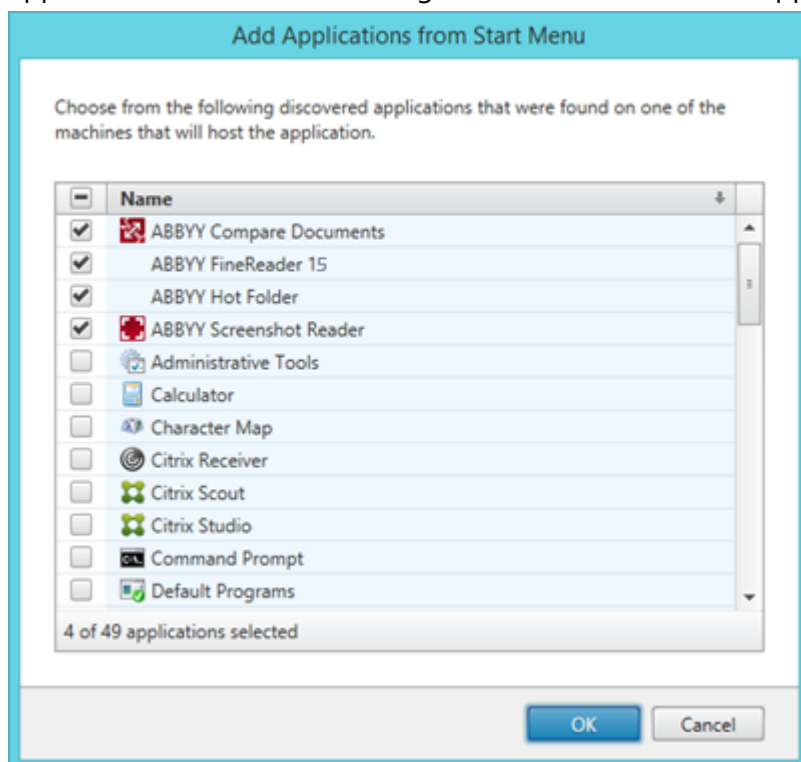 Add Applications from Start Menu
Choose from the following discovered applications that were found on one of the
machines that will host the application.
Name
ABBYY Compare Documents
ABBYY FineReader 15
ABBYY Hot Folder
ABBYY Screenshot Reader
Administrative Tools
Calculator
Character Map
Citrix Receiver
Citrix Scout
Citrix Studio
Command Prompt
Default Programs
4 of 49 applications selected
OK Cancel